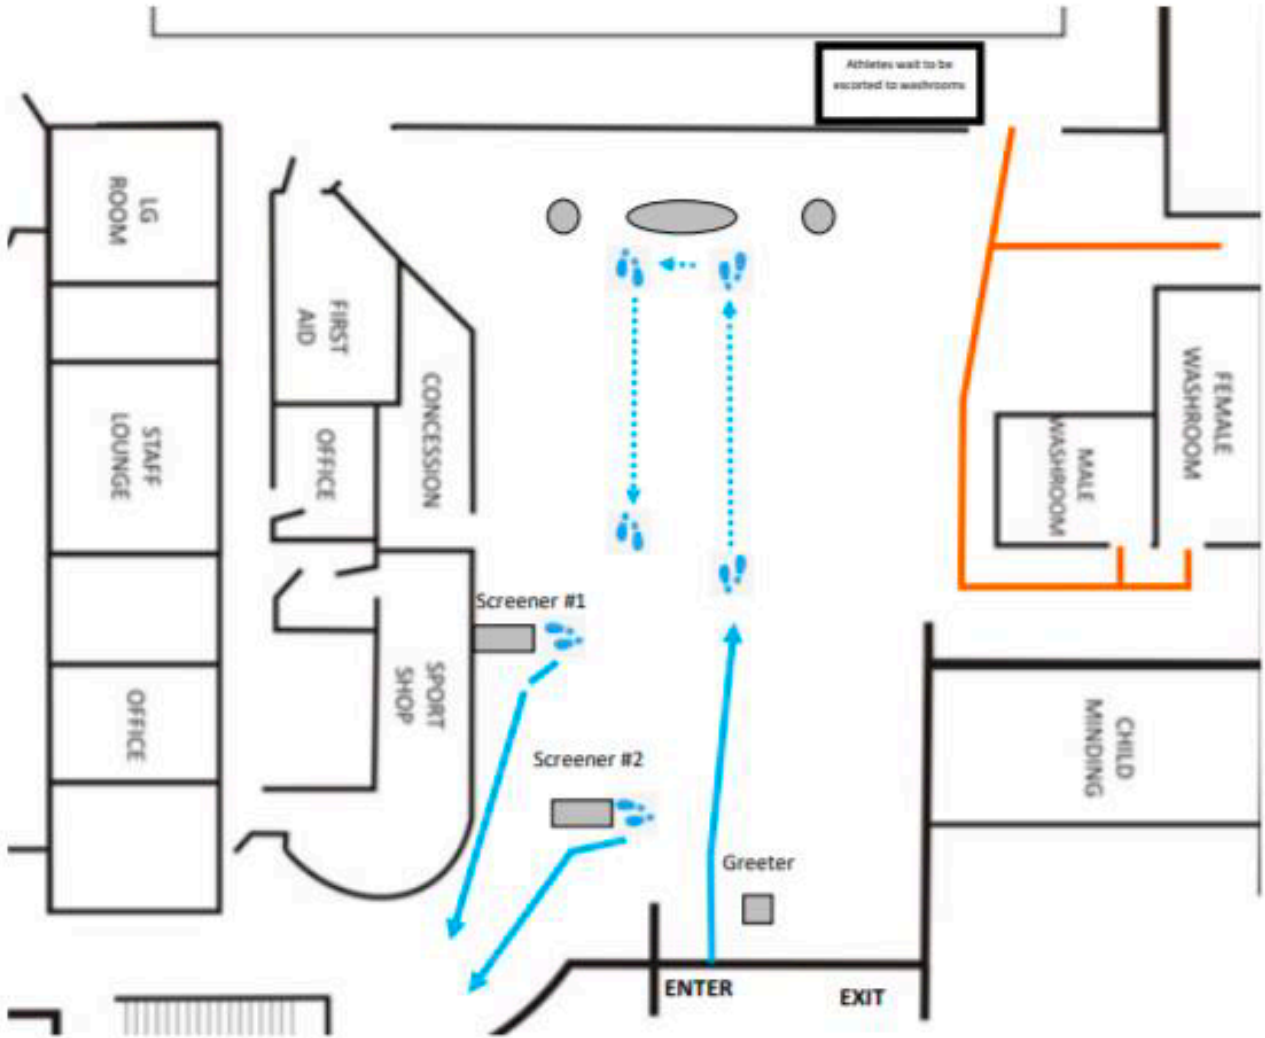 Athletes wait to be
escorted to washrooms
LG
ROOM
FIRST
AID
STAFF
LOUNGE
OFFICE
CONCESSION
FEMALE
WASHROOM
MALE
WASHROOM
Screener #1
SPORT
SHOP
OFFICE
Screener #2
CHILD
MINDING
Greeter
ENTER
EXIT